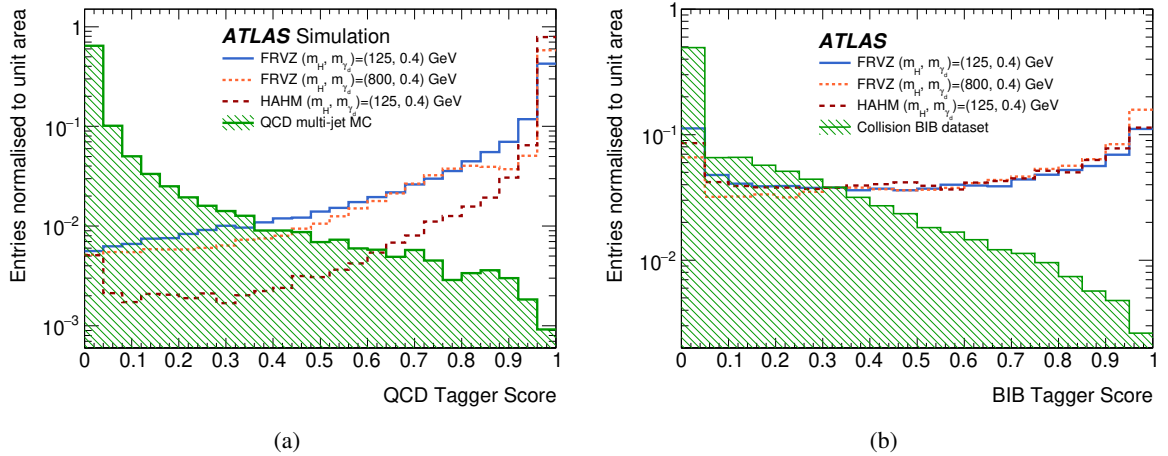 Entries normalised to unit area
1
10⁻¹
10⁻²
10⁻³
ATLAS Simulation
FRVZ (m_H, m_γd)=(125, 0.4) GeV
FRVZ (m_H, m_γd)=(800, 0.4) GeV
HAHM (m_H, m_γd)=(125, 0.4) GeV
QCD multi-jet MC
0 0.1 0.2 0.3 0.4 0.5 0.6 0.7 0.8 0.9 1
QCD Tagger Score
(a)
Entries normalised to unit area
1
10⁻¹
10⁻²
ATLAS
FRVZ (m_H, m_γd)=(125, 0.4) GeV
FRVZ (m_H, m_γd)=(800, 0.4) GeV
HAHM (m_H, m_γd)=(125, 0.4) GeV
Collision BIB dataset
0 0.1 0.2 0.3 0.4 0.5 0.6 0.7 0.8 0.9 1
BIB Tagger Score
(b)